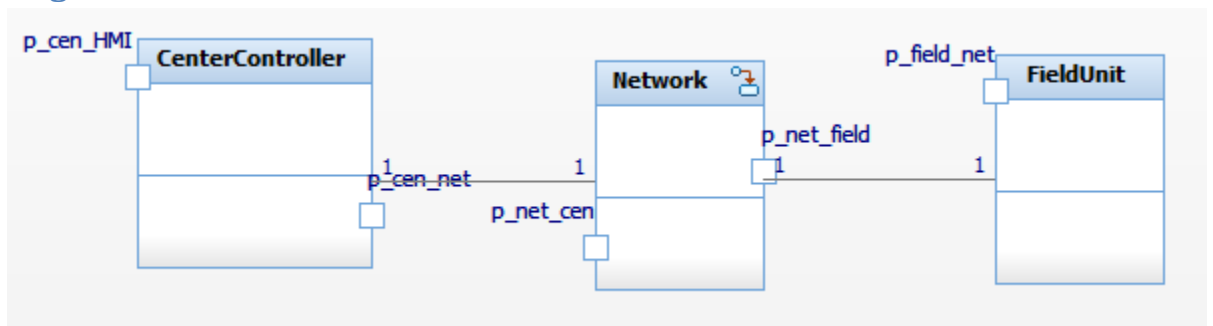 p_cen_HMI
CenterController
p_field_net
FieldUnit
Network
p_net_field
1
1
1
1
p_cen_net
p_net_cen